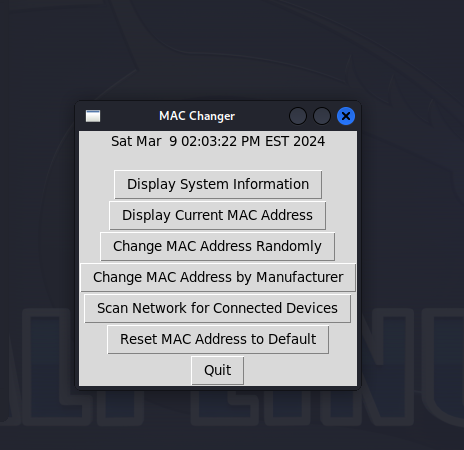 MAC Changer
Sat Mar  9 02:03:22 PM EST 2024
Display System Information
Display Current MAC Address
Change MAC Address Randomly
Change MAC Address by Manufacturer
Scan Network for Connected Devices
Reset MAC Address to Default
Quit